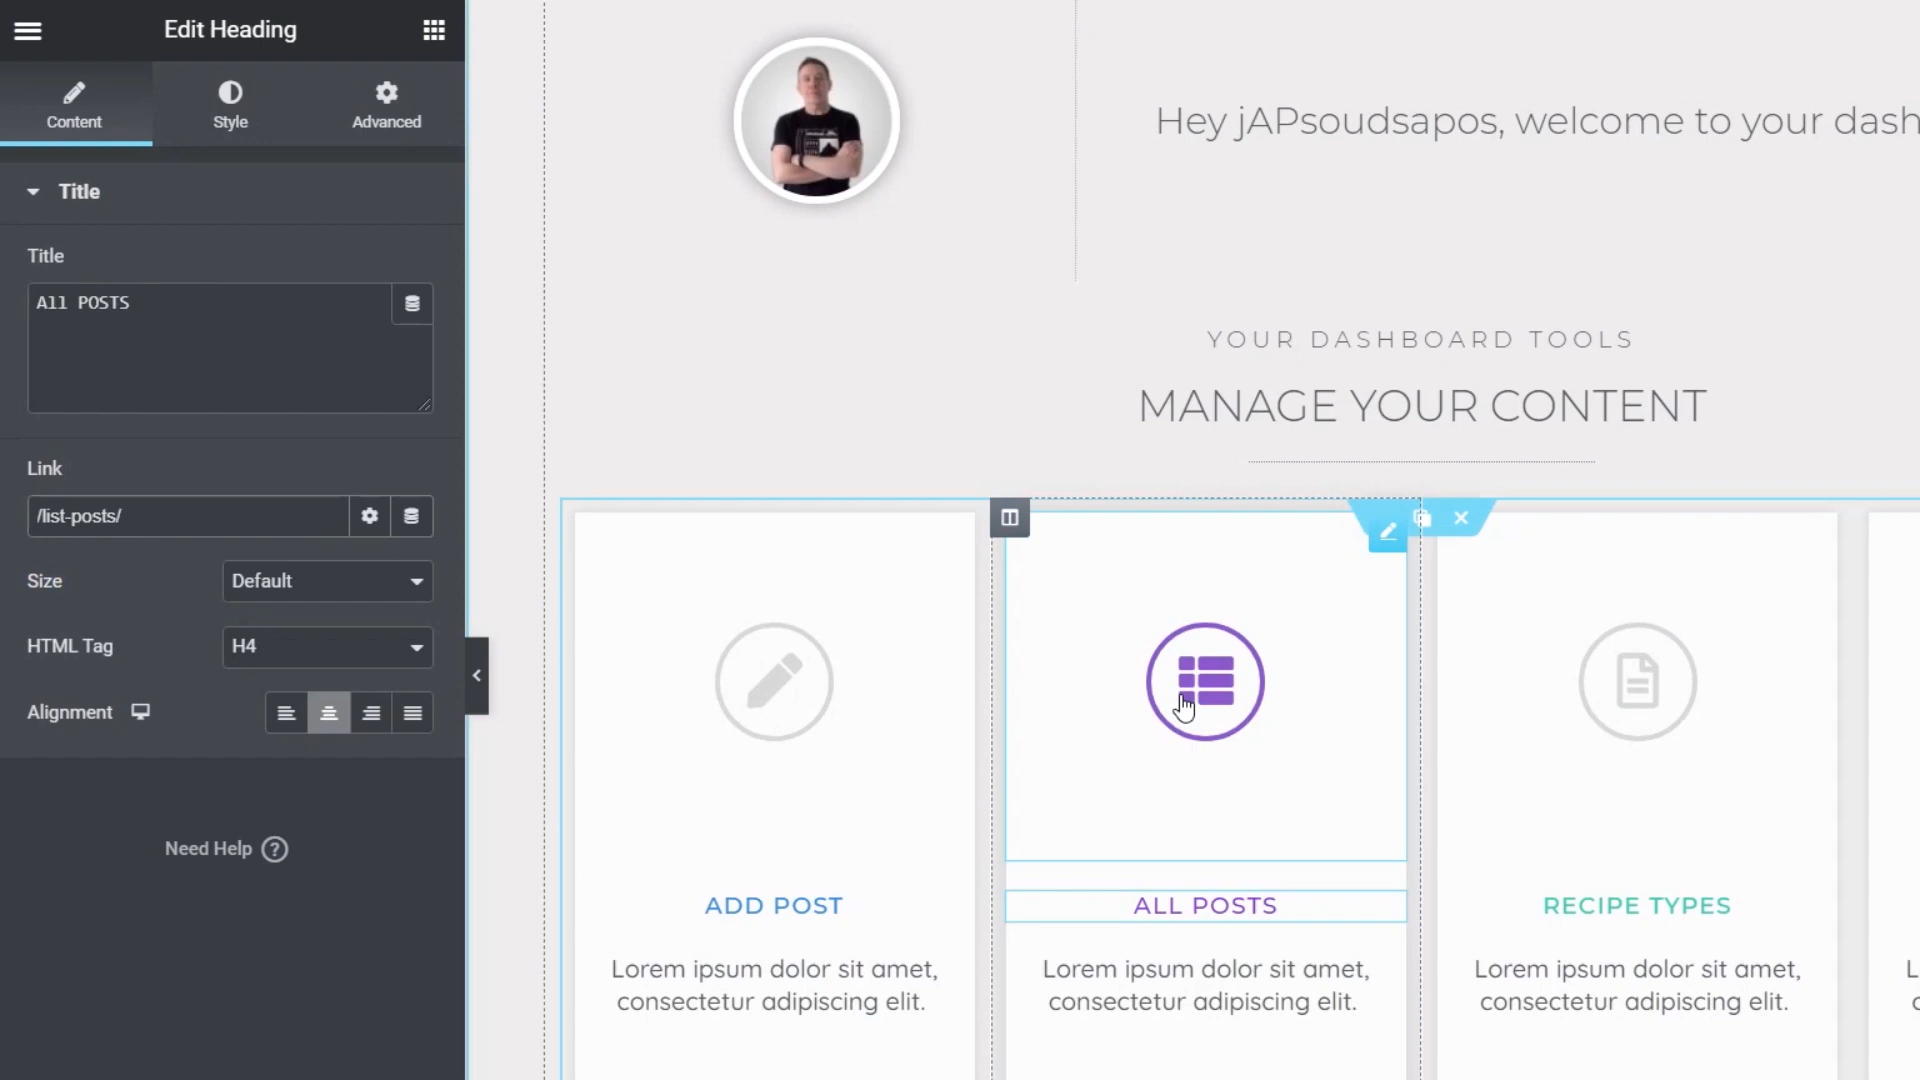 Edit Heading
Content
Style
Advanced
Title
Title
All POSTS
Link
/list-posts/
Size
Default
HTML Tag
H4
Alignment
Need Help ?
Hey jAPsoudsapos, welcome to your dash
YOUR DASHBOARD TOOLS
MANAGE YOUR CONTENT
ADD POST
Lorem ipsum dolor sit amet,
consectetur adipiscing elit.
ALL POSTS
Lorem ipsum dolor sit amet,
consectetur adipiscing elit.
RECIPE TYPES
Lorem ipsum dolor sit amet,
consectetur adipiscing elit.